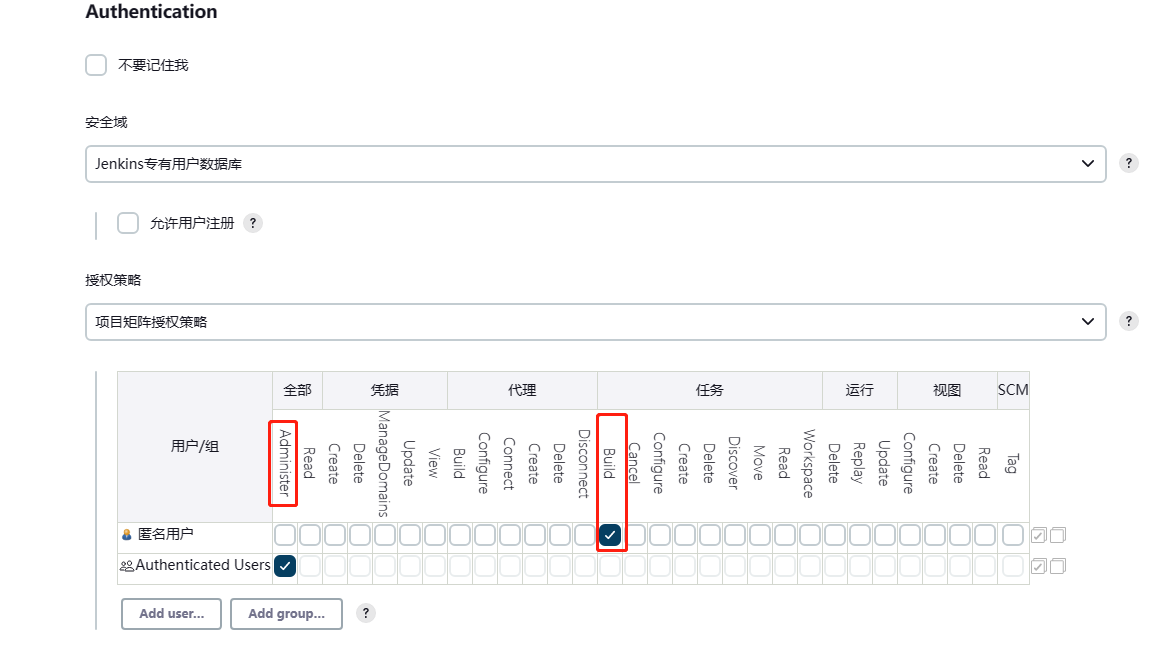 Authentication
不要记住我
安全域
Jenkins专有用户数据库
?
允许用户注册 ?
授权策略
项目矩阵授权策略
?
用户/组 全部 凭据 代理 任务 运行 视图 SCM
Administer Read Create Delete ManageDomains Update View Build Configure Connect Create Delete Disconnect Build Cancel Configure Create Delete Discover Move Read Workspace Delete Replay Update Configure Create Delete Read Tag
匿名用户
Authenticated Users
Add user... Add group... ?